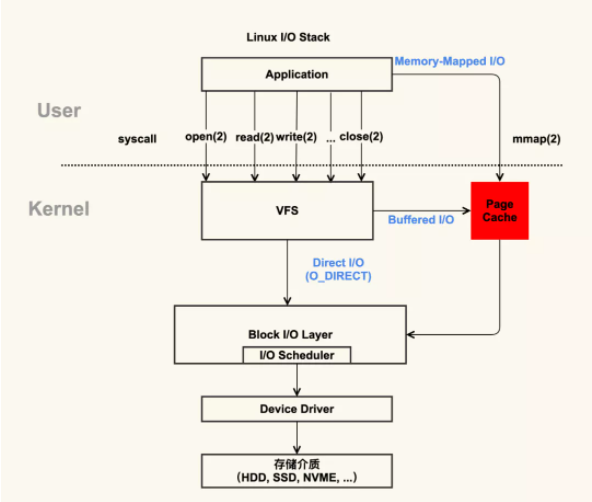 Linux I/O Stack
Application
Memory-Mapped I/O
User
syscall
open(2)
read(2)
write(2)
...
close(2)
mmap(2)
Kernel
VFS
Buffered I/O
Page
Cache
Direct I/O
(O_DIRECT)
Block I/O Layer
I/O Scheduler
Device Driver
存储介质
（HDD, SSD, NVME, ...）